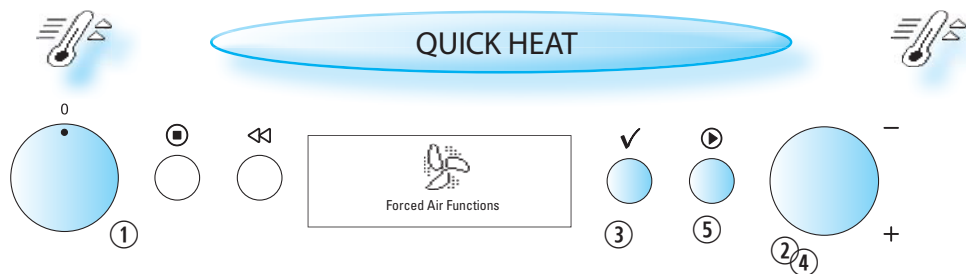 QUICK HEAT
0
−
Forced Air Functions
+
① ③ ⑤ ② ④